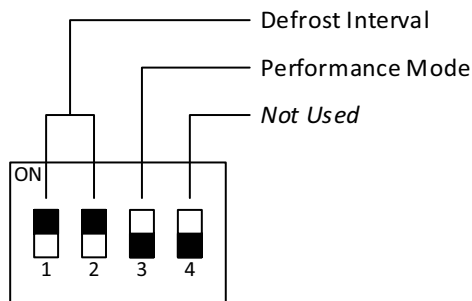 Defrost Interval
Performance Mode
Not Used
ON
1 2 3 4